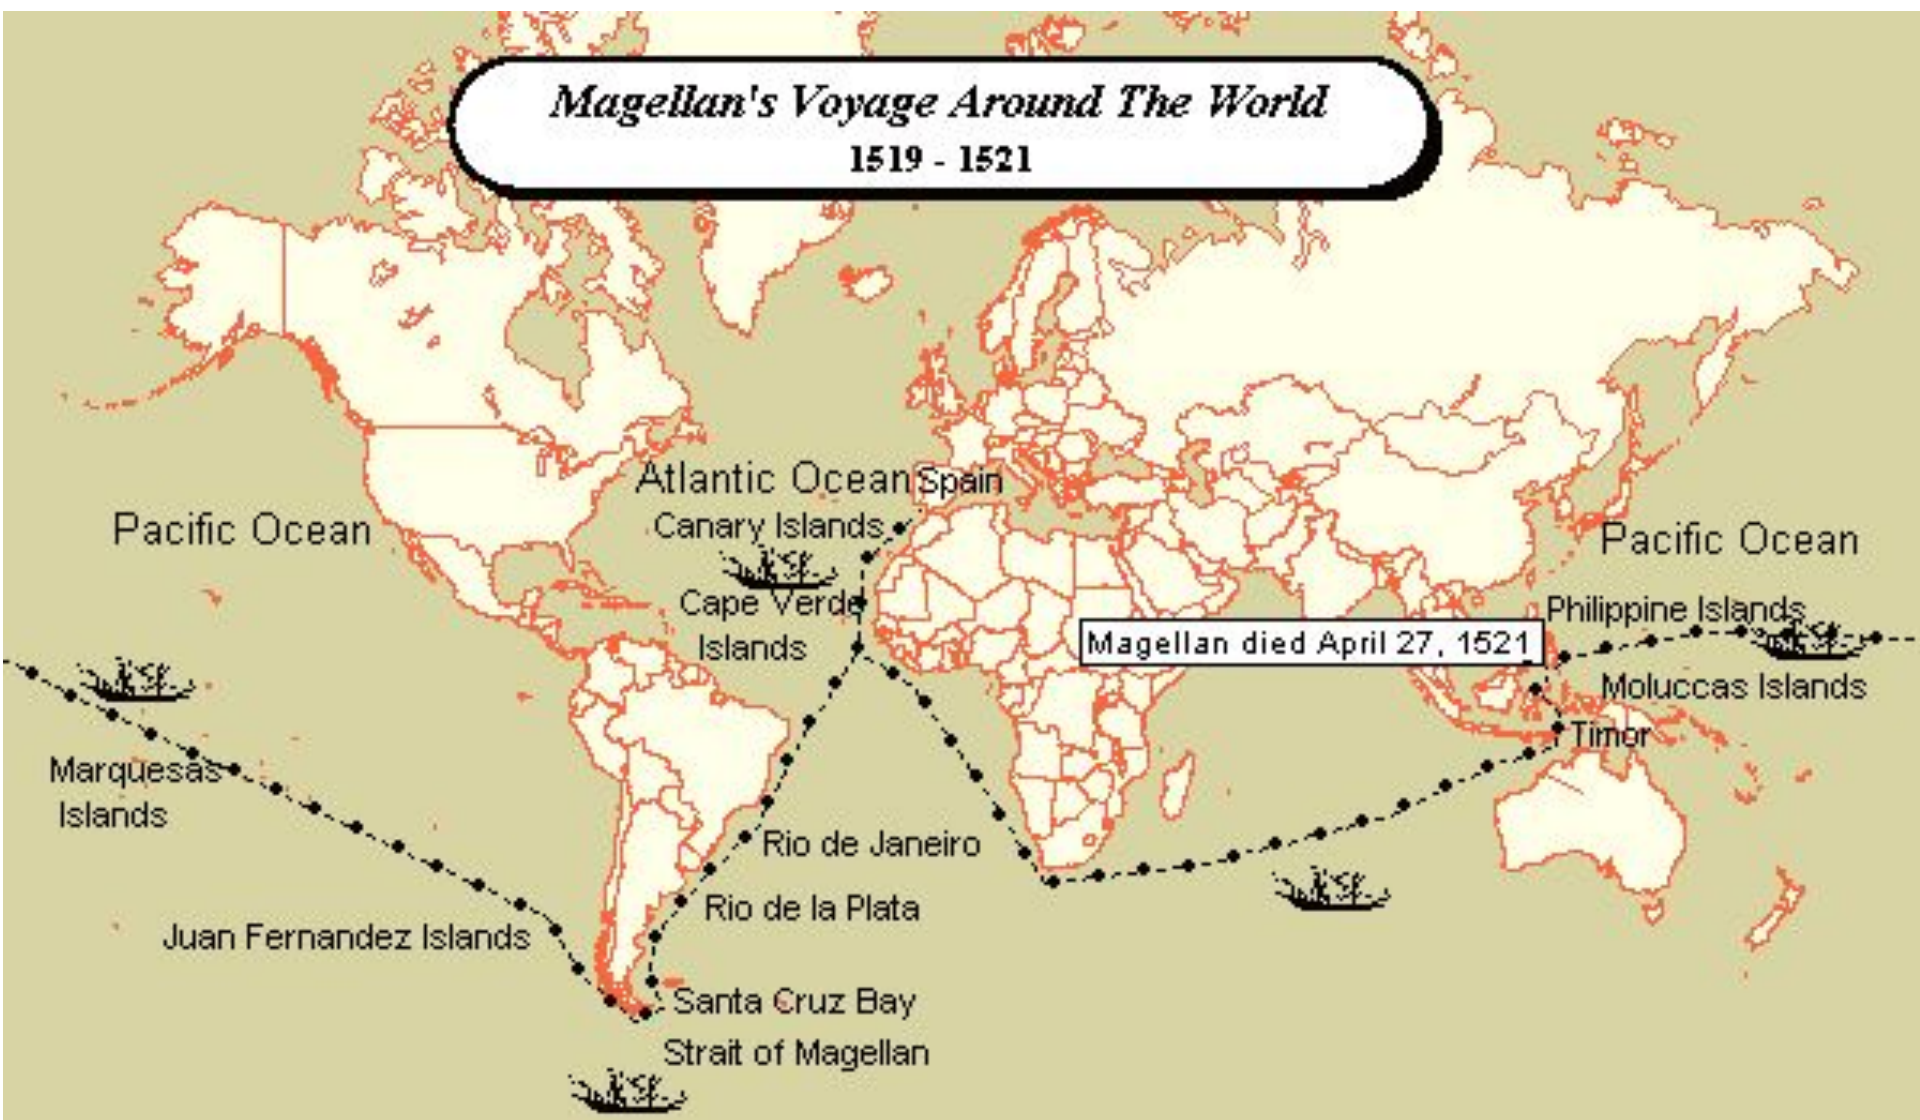 Magellan's Voyage Around The World
1519 - 1521
Atlantic Ocean
Spain
Pacific Ocean
Canary Islands
Pacific Ocean
Cape Verde
Islands
Philippine Islands
Magellan died April 27, 1521
Moluccas Islands
Timor
Marquesas
Islands
Rio de Janeiro
Rio de la Plata
Juan Fernandez Islands
Santa Cruz Bay
Strait of Magellan